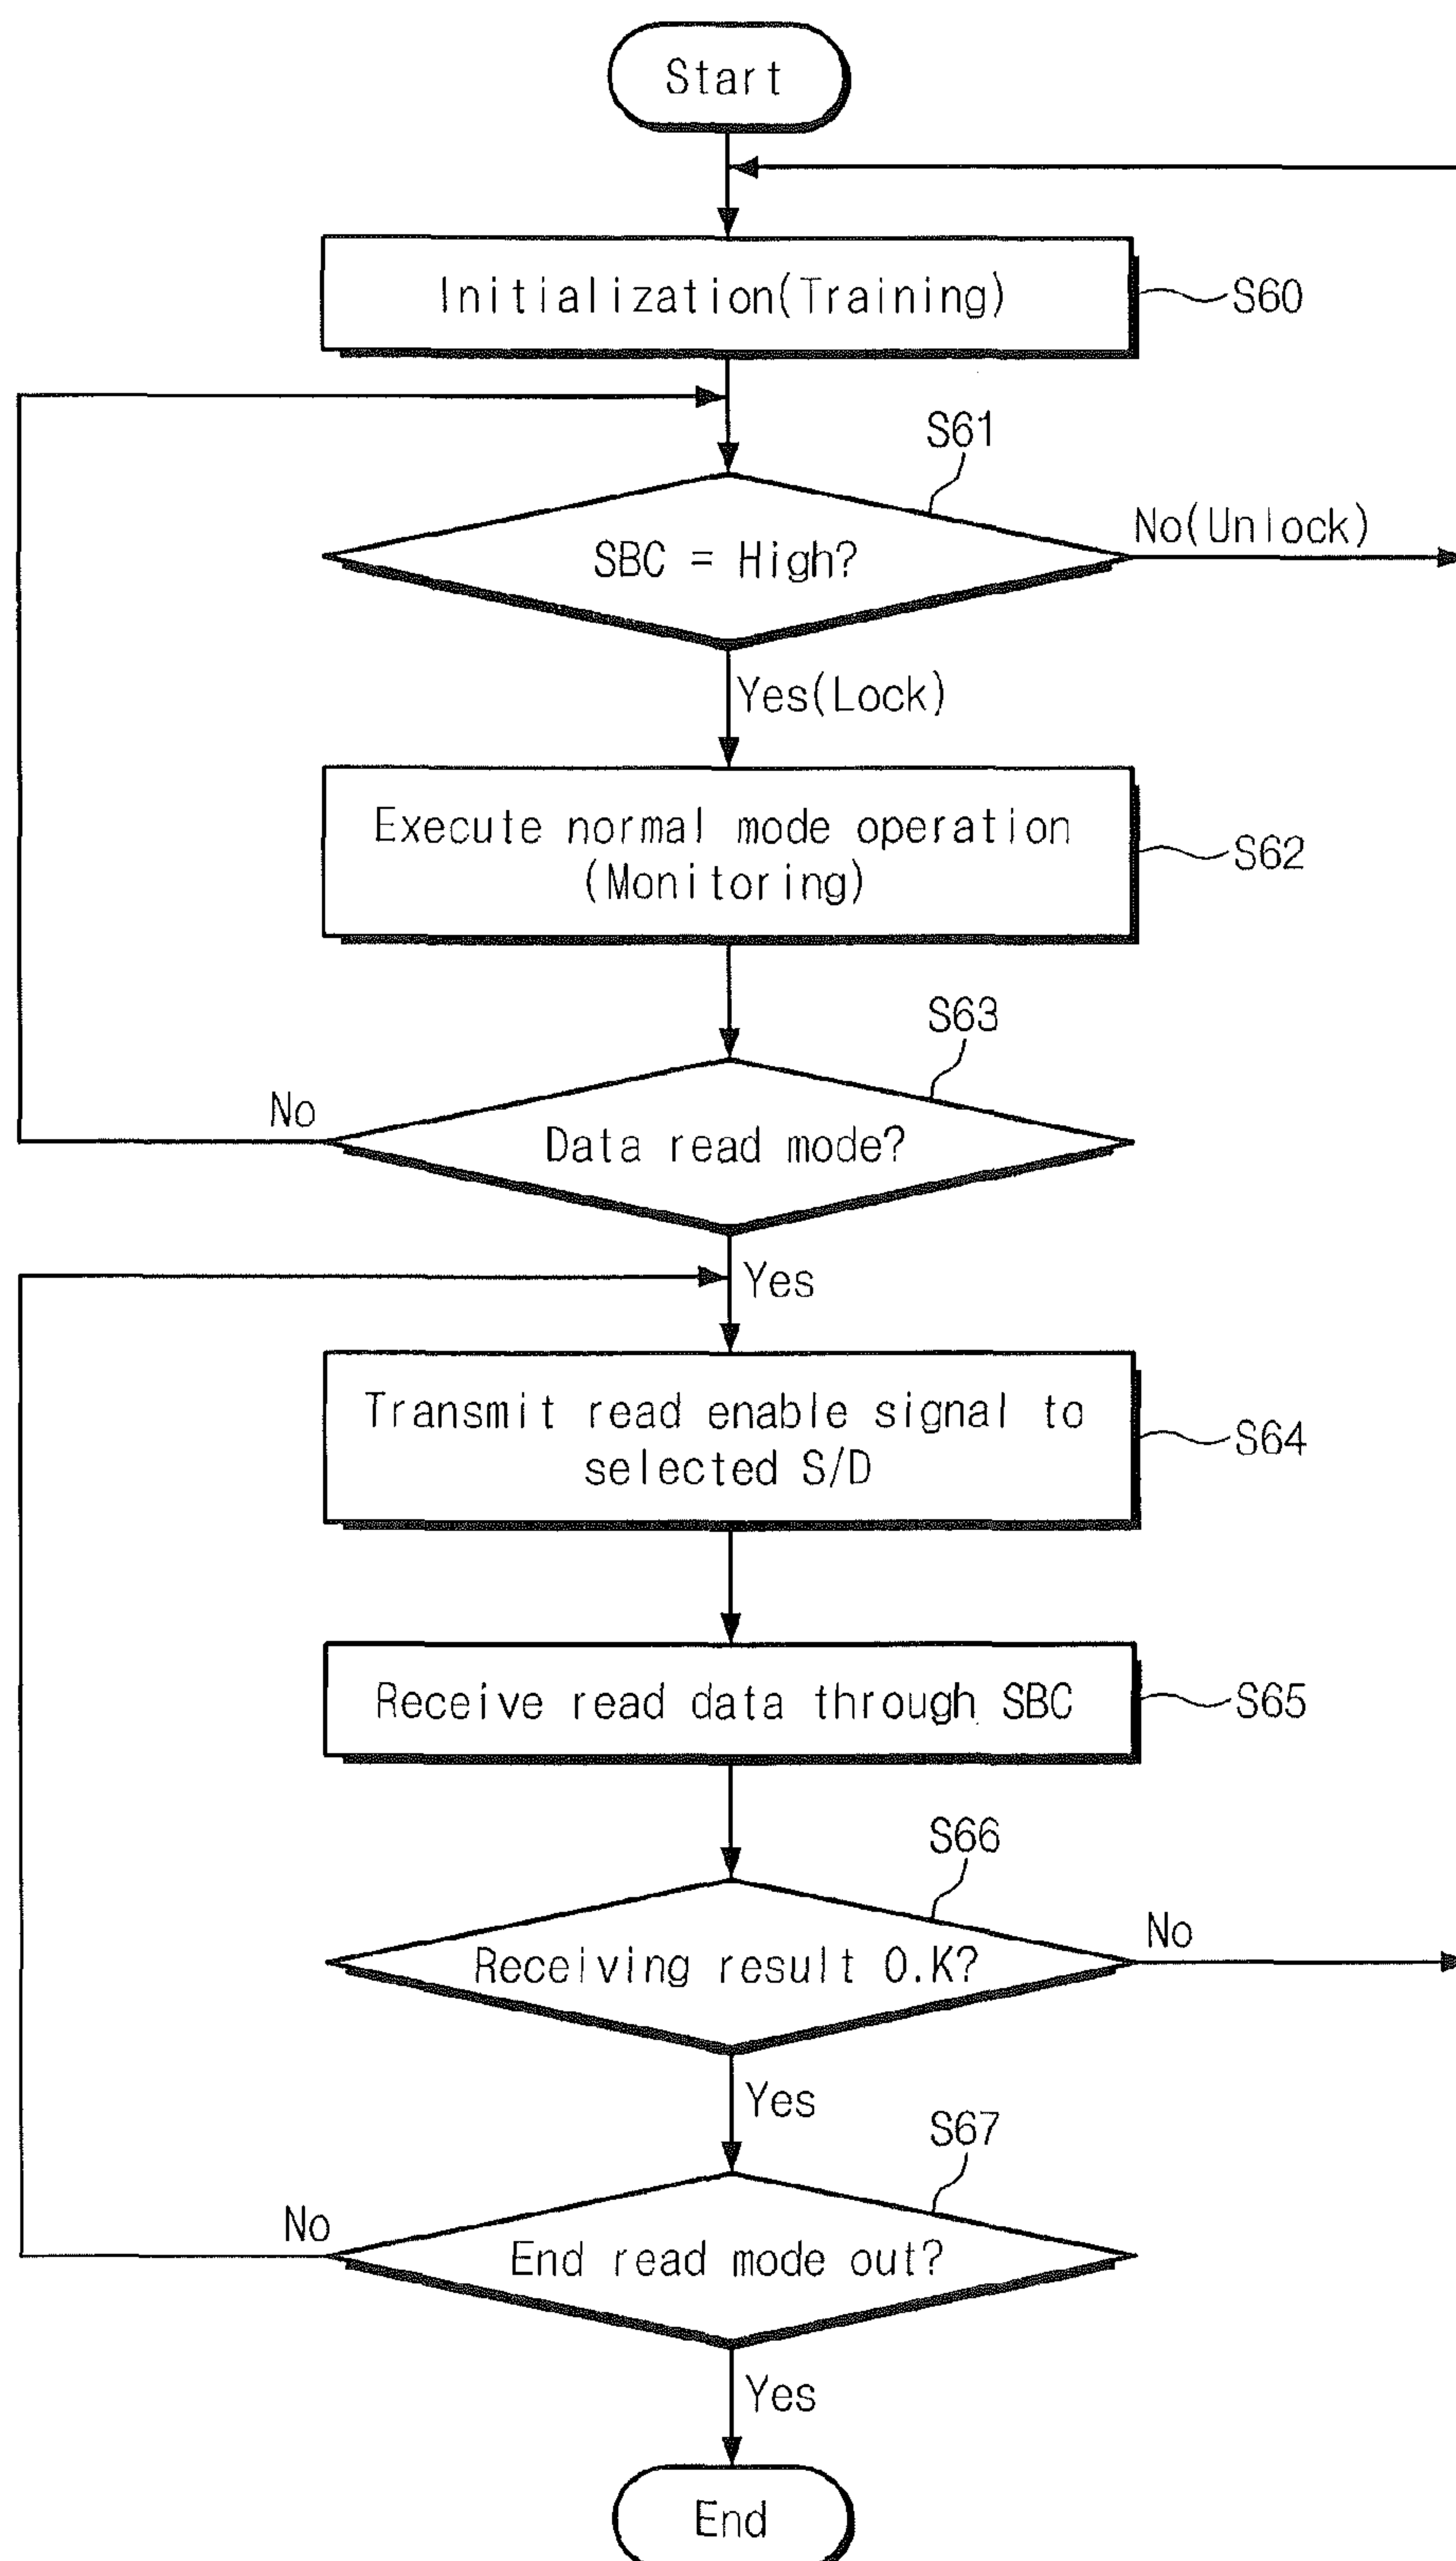 Start
Initialization(Training)
S60
S61
SBC = High?
No(Unlock)
Yes(Lock)
Execute normal mode operation
(Monitoring)
S62
S63
No
Data read mode?
Yes
Transmit read enable signal to
selected S/D
S64
Receive read data through SBC
S65
S66
Receiving result O.K?
No
Yes
S67
No
End read mode out?
Yes
End